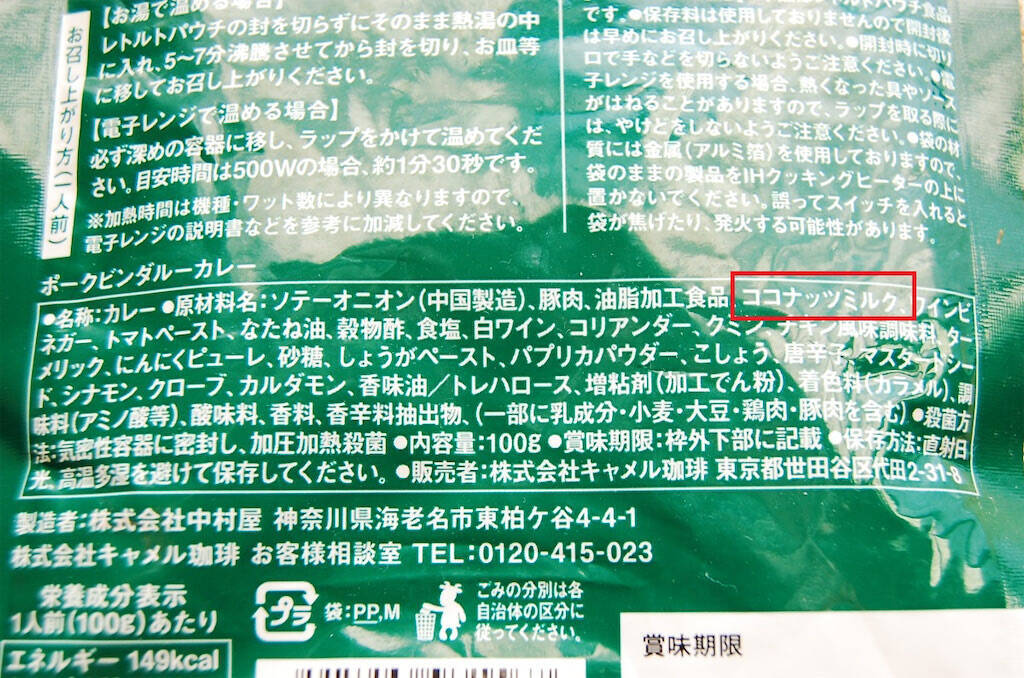 お召し上がり方(一人前)
【お湯で温める場合】
レトルトパウチの封を切らずにそのまま熱湯の中
に入れ、5〜7分沸騰させてから封を切り、お皿等
に移してお召し上がりください。
【電子レンジで温める場合】
必ず深めの容器に移し、ラップをかけて温めてくだ
さい。目安時間は500Wの場合、約1分30秒です。
※加熱時間は機種・ワット数により異なりますので、
電子レンジの説明書などを参考に加減してください。
レトルトパウチ食品
です。●保存料は使用しておりませんので開封後
は早めにお召し上がりください。●開封時に切り
口で手などを切らないようご注意ください。●電
子レンジを使用する場合、熱くなった具やソース
がはねることがありますので、ラップを取る際に
は、やけどをしないようご注意ください。●袋の材
質には金属(アルミ箔)を使用しておりますので、
袋のままの製品をIHクッキングヒーターの上に
置かないでください。誤ってスイッチを入れると
袋が焦げたり、発火する可能性があります。
ポークビンダルーカレー
●名称:カレー ●原材料名:ソテーオニオン(中国製造)、豚肉、油脂加工食品、ココナッツミルク、ワインビ
ネガー、トマトペースト、なたね油、穀物酢、食塩、白ワイン、コリアンダー、クミン、チキン風味調味料、ター
メリック、にんにくピューレ、砂糖、しょうがペースト、パプリカパウダー、こしょう、唐辛子、マスタードシー
ド、シナモン、クローブ、カルダモン、香味油/トレハロース、増粘剤(加工でん粉)、着色料(カラメル)、調
味料(アミノ酸等)、酸味料、香料、香辛料抽出物、(一部に乳成分・小麦・大豆・鶏肉・豚肉を含む) ●殺菌方
法:気密性容器に密封し、加圧加熱殺菌 ●内容量:100g ●賞味期限:枠外下部に記載 ●保存方法:直射日
光、高温多湿を避けて保存してください。●販売者:株式会社キャメル珈琲 東京都世田谷区代田2-31-8
製造者:株式会社中村屋 神奈川県海老名市東柏ケ谷4-4-1
株式会社キャメル珈琲 お客様相談室 TEL:0120-415-023
栄養成分表示
1人前(100g)あたり
エネルギー 149kcal
プラ
袋:PP,M
ごみの分別は各
自治体の区分に
従ってください。
賞味期限